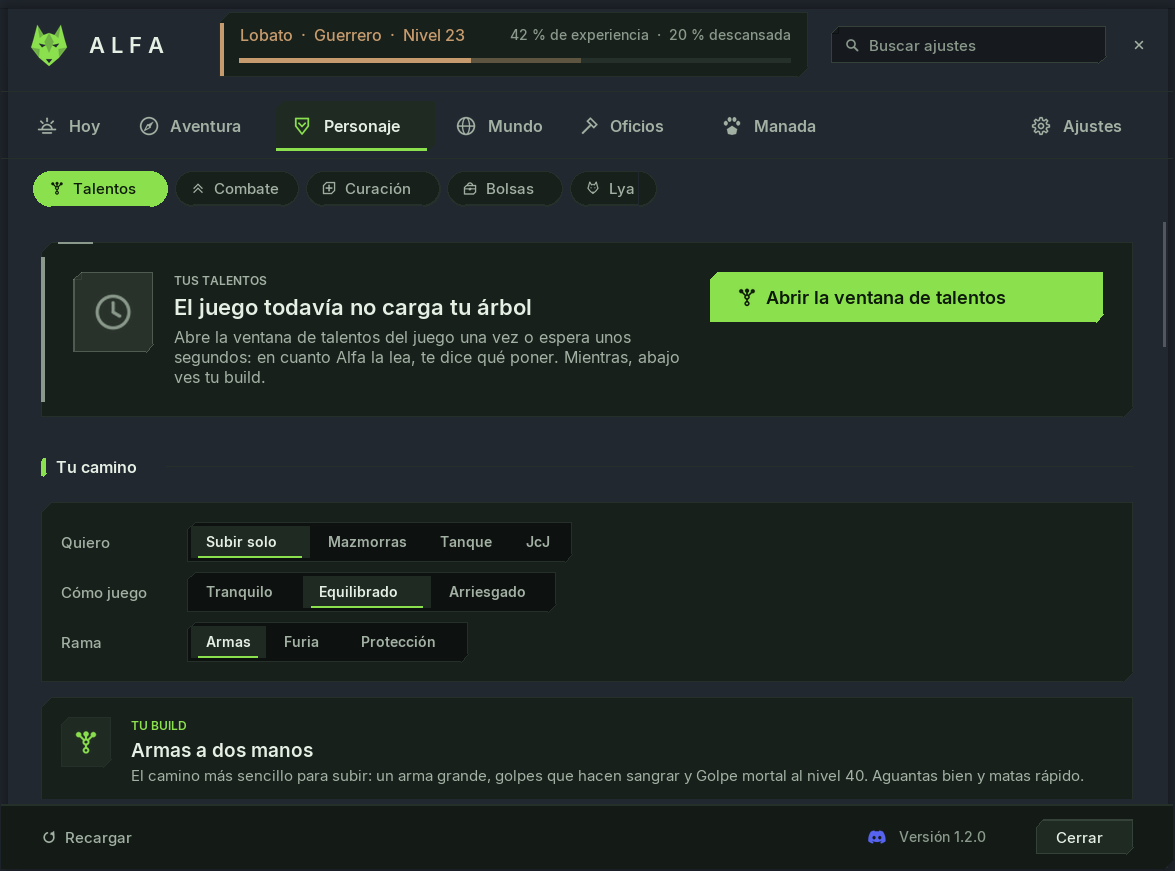 ALFA
Lobato · Guerrero · Nivel 23
42 % de experiencia · 20 % descansada
Buscar ajustes
Hoy
Aventura
Personaje
Mundo
Oficios
Manada
Ajustes
Talentos
Combate
Curación
Bolsas
Lya
TUS TALENTOS
El juego todavía no carga tu árbol
Abre la ventana de talentos del juego una vez o espera unos
segundos: en cuanto Alfa la lea, te dice qué poner. Mientras, abajo
ves tu build.
Abrir la ventana de talentos
Tu camino
Quiero
Subir solo
Mazmorras
Tanque
JcJ
Cómo juego
Tranquilo
Equilibrado
Arriesgado
Rama
Armas
Furia
Protección
TU BUILD
Armas a dos manos
El camino más sencillo para subir: un arma grande, golpes que hacen sangrar y Golpe mortal al nivel 40. Aguantas bien y matas rápido.
Recargar
Versión 1.2.0
Cerrar